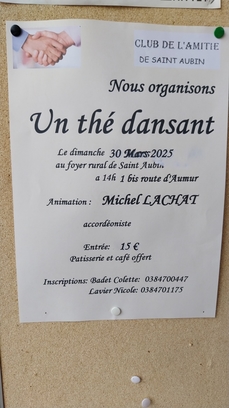 CLUB DE L'AMITIE
DE SAINT AUBIN
Nous organisons
Un thé dansant
Le dimanche 30 Mars 2025
au foyer rural de Saint Aubin
a 14h 1 bis route d'Aumur
Animation : Michel LACHAT
accordéoniste
Entrée: 15 €
Patisserie et café offert
Inscriptions: Badet Colette: 0384700447
Lavier Nicole: 0384701175